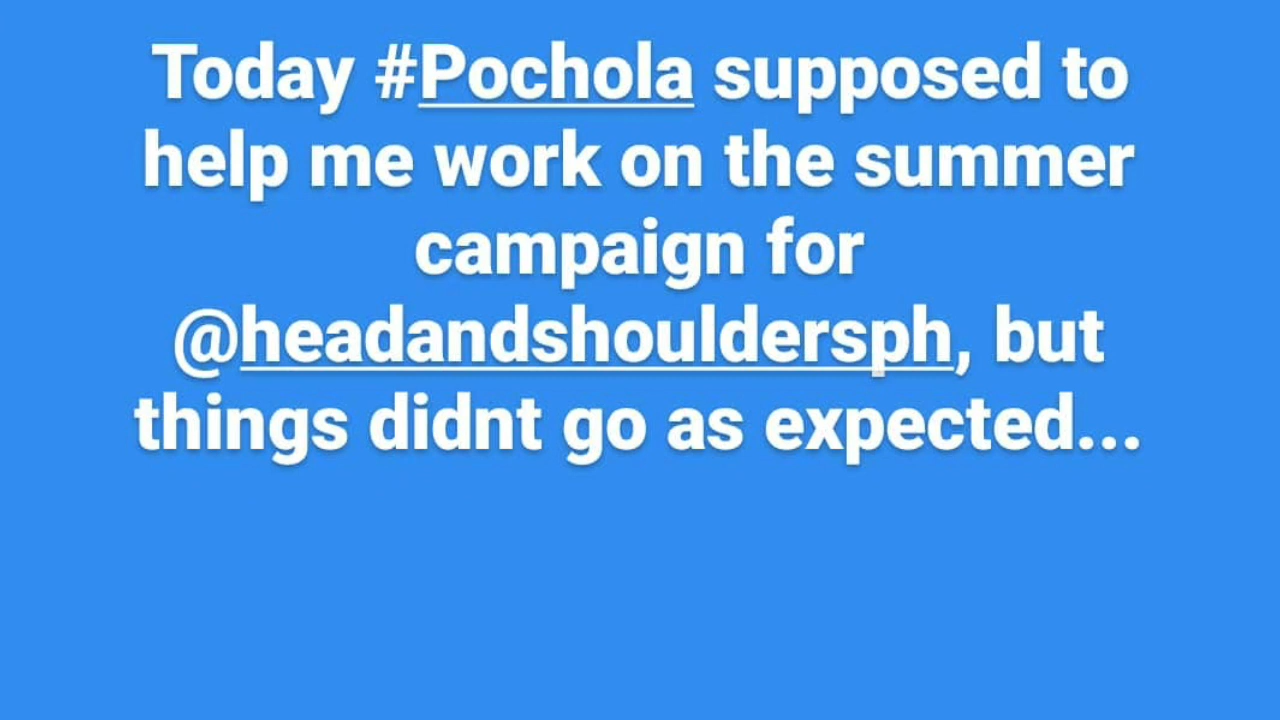 Today #Pochola supposed to
help me work on the summer
campaign for
@headandshouldersph, but
things didnt go as expected...